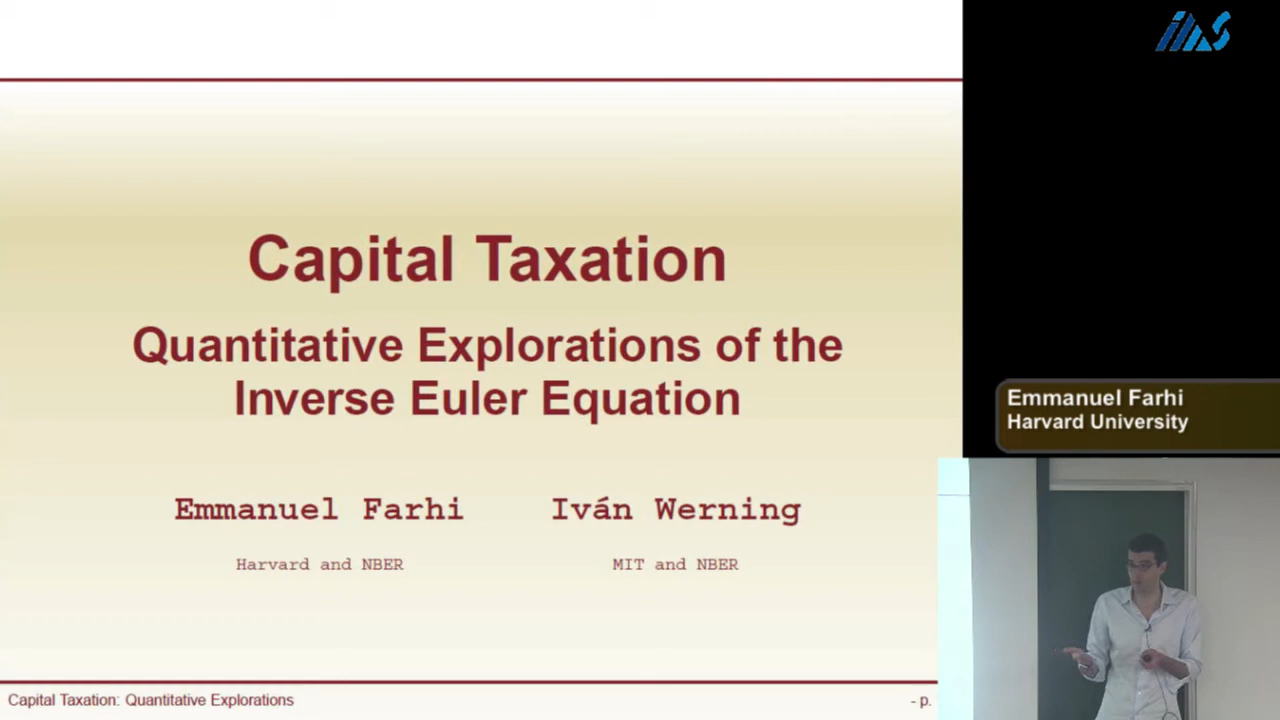 IMS
Capital Taxation
Quantitative Explorations of the
Inverse Euler Equation
Emmanuel Farhi Iván Werning
Harvard and NBER MIT and NBER
Emmanuel Farhi
Harvard University
Capital Taxation: Quantitative Explorations - p.